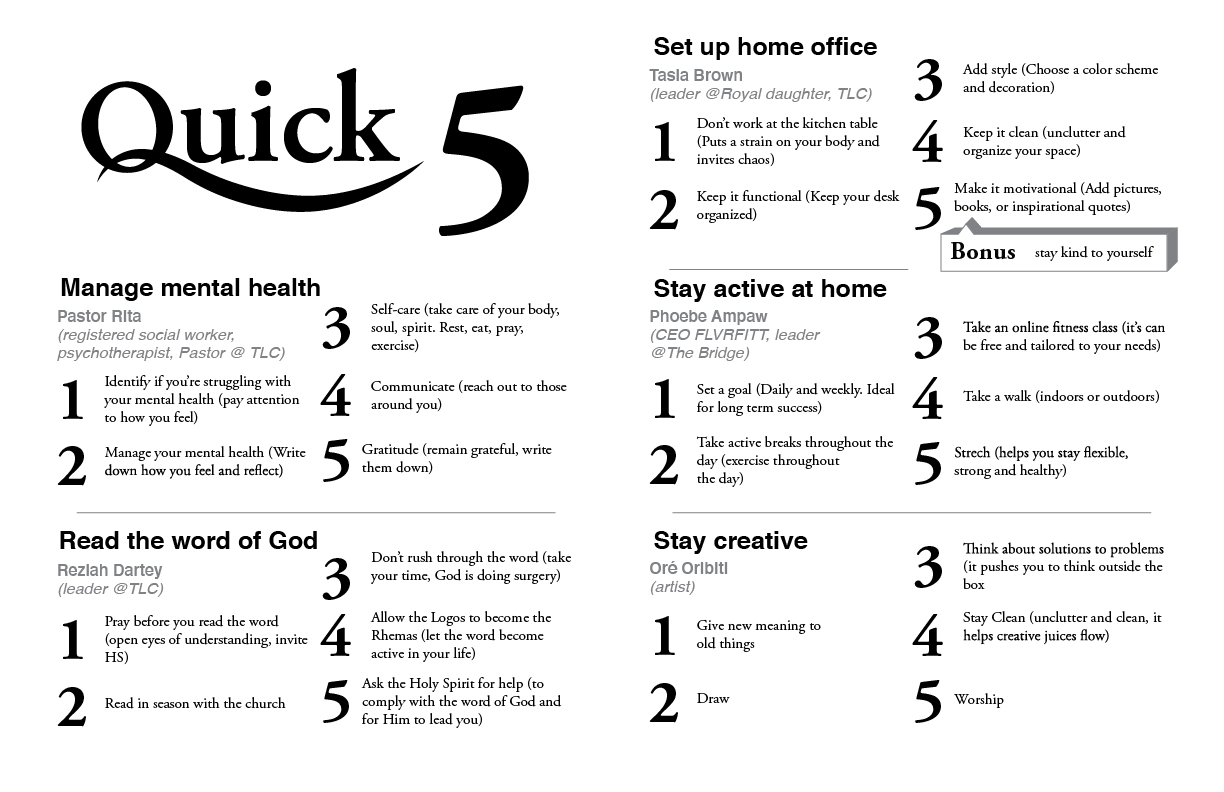 Quick 5
Manage mental health
Pastor Rita
(registered social worker,
psychotherapist, Pastor @ TLC)
1 Identify if you're struggling with
your mental health (pay attention
to how you feel)
2 Manage your mental health (Write
down how you feel and reflect)
3 Self-care (take care of your body,
soul, spirit. Rest, eat, pray,
exercise)
4 Communicate (reach out to those
around you)
5 Gratitude (remain grateful, write
them down)
Read the word of God
Reziah Dartey
(leader @TLC)
1 Pray before you read the word
(open eyes of understanding, invite
HS)
2 Read in season with the church
3 Don't rush through the word (take
your time, God is doing surgery)
4 Allow the Logos to become the
Rhemas (let the word become
active in your life)
5 Ask the Holy Spirit for help (to
comply with the word of God and
for Him to lead you)
Set up home office
Tasia Brown
(leader @Royal daughter, TLC)
1 Don't work at the kitchen table
(Puts a strain on your body and
invites chaos)
2 Keep it functional (Keep your desk
organized)
3 Add style (Choose a color scheme
and decoration)
4 Keep it clean (unclutter and
organize your space)
5 Make it motivational (Add pictures,
books, or inspirational quotes)
Bonus stay kind to yourself
Stay active at home
Phoebe Ampaw
(CEO FLVRFITT, leader
@The Bridge)
1 Set a goal (Daily and weekly. Ideal
for long term success)
2 Take active breaks throughout the
day (exercise throughout
the day)
3 Take an online fitness class (it's can
be free and tailored to your needs)
4 Take a walk (indoors or outdoors)
5 Strech (helps you stay flexible,
strong and healthy)
Stay creative
Oré Oribiti
(artist)
1 Give new meaning to
old things
2 Draw
3 Think about solutions to problems
(it pushes you to think outside the
box
4 Stay Clean (unclutter and clean, it
helps creative juices flow)
5 Worship